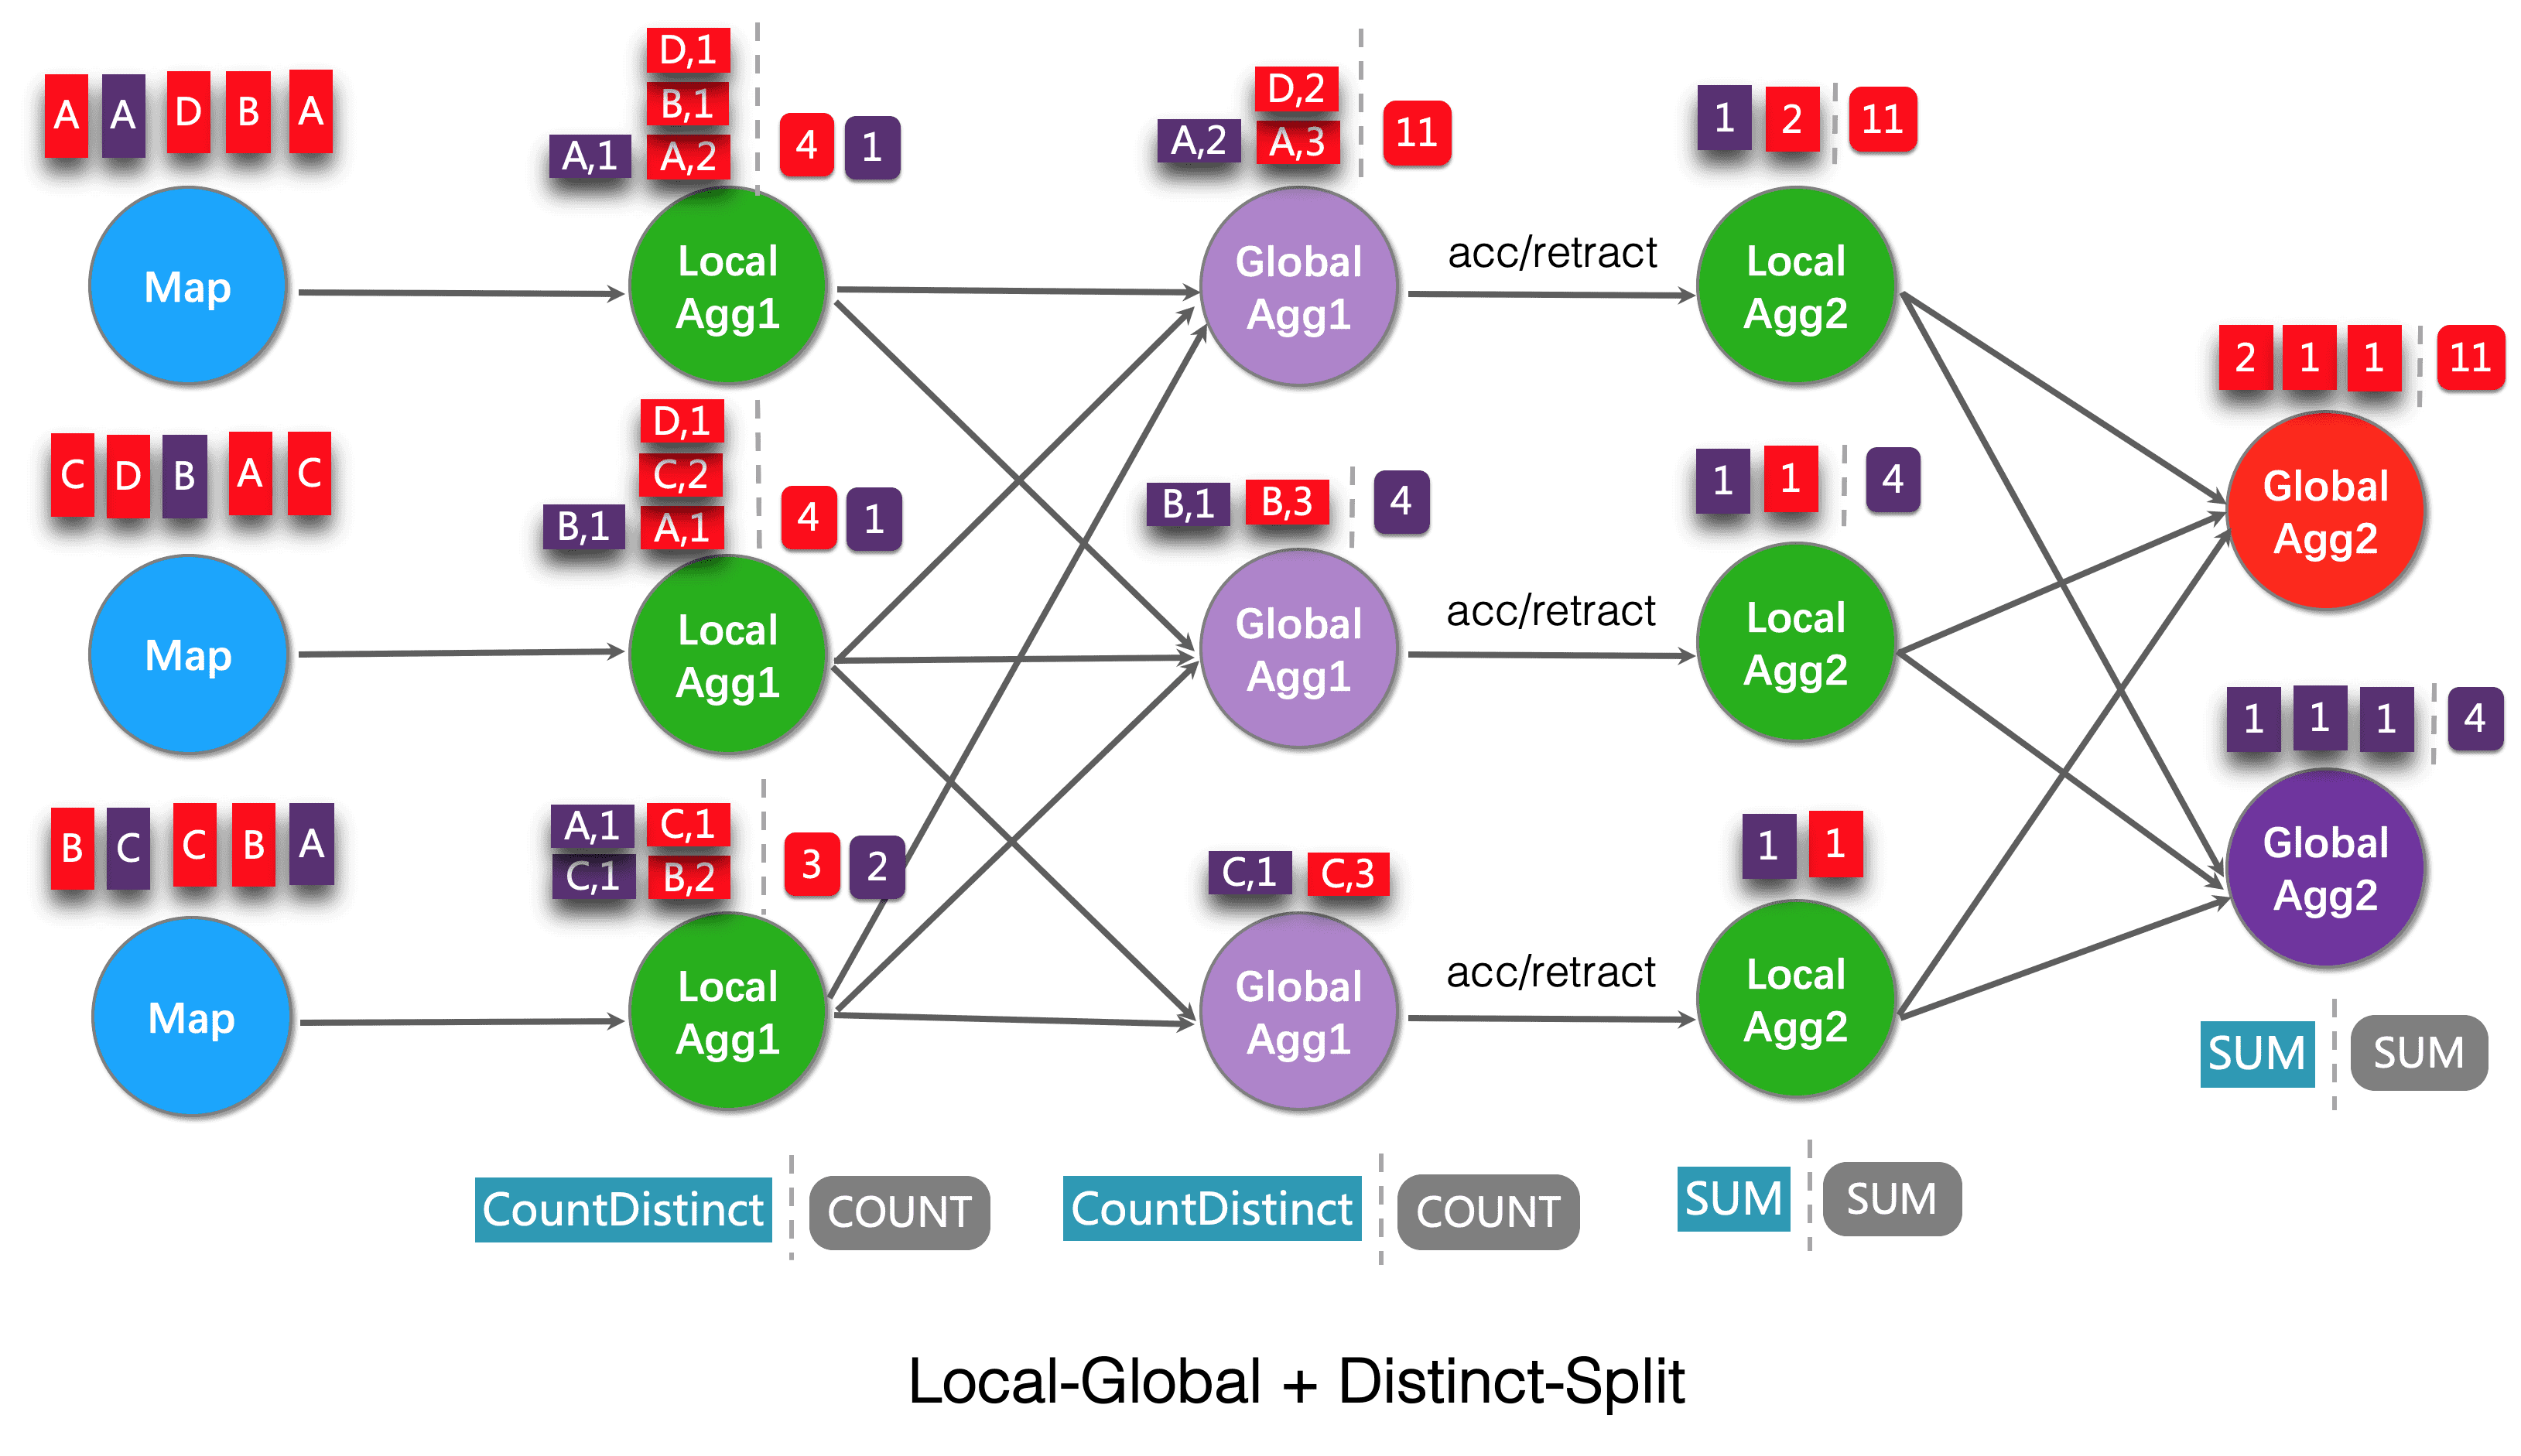 A A D B A
D,1
B,1
A,1 A,2
4 1
D,2
A,2 A,3
11
1 2 11
Map
Local
Agg1
Global
Agg1
acc/retract
Local
Agg2
C D B A C
D,1
C,2
B,1 A,1
4 1
B,1 B,3 4
1 1 4
Map
Local
Agg1
Global
Agg1
acc/retract
Local
Agg2
2 1 1 11
Global
Agg2
1 1 1 4
Global
Agg2
B C C B A
A,1 C,1
C,1 B,2
3 2
C,1 C,3
1 1
Map
Local
Agg1
Global
Agg1
acc/retract
Local
Agg2
SUM SUM
CountDistinct COUNT
CountDistinct COUNT
SUM SUM
Local-Global + Distinct-Split